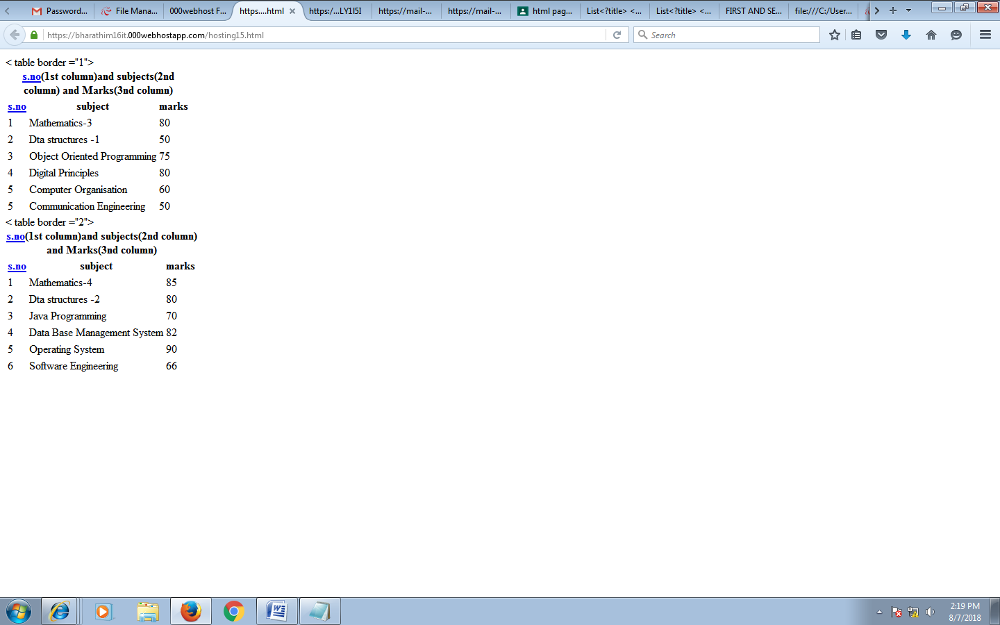 Password...
File Mana...
000webhost F...
https:...html
https:/...LY1I5I
https://mail-...
https://mail-...
html pag...
List<?title> <...
List<?title> <...
FIRST AND SE...
file:///C:/User...
https://bharathim16it.000webhostapp.com/hosting15.html
Search
< table border ="1">
s.no(1st column)and subjects(2nd
column) and Marks(3nd column)
s.no subject marks
1 Mathematics-3 80
2 Dta structures -1 50
3 Object Oriented Programming 75
4 Digital Principles 80
5 Computer Organisation 60
5 Communication Engineering 50
< table border ="2">
s.no(1st column)and subjects(2nd column)
and Marks(3nd column)
s.no subject marks
1 Mathematics-4 85
2 Dta structures -2 80
3 Java Programming 70
4 Data Base Management System 82
5 Operating System 90
6 Software Engineering 66
2:19 PM
8/7/2018